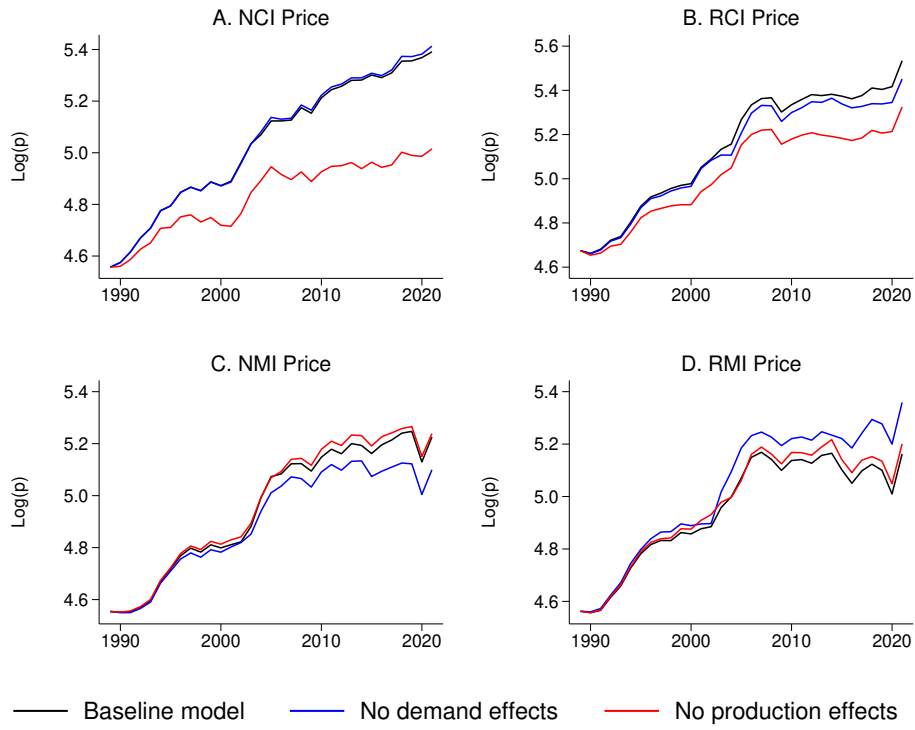 A. NCI Price
Log(p)
5.4
5.2
5.0
4.8
4.6
1990 2000 2010 2020
B. RCI Price
Log(p)
5.6
5.4
5.2
5.0
4.8
4.6
1990 2000 2010 2020
C. NMI Price
Log(p)
5.4
5.2
5.0
4.8
4.6
1990 2000 2010 2020
D. RMI Price
Log(p)
5.4
5.2
5.0
4.8
4.6
1990 2000 2010 2020
Baseline model No demand effects No production effects